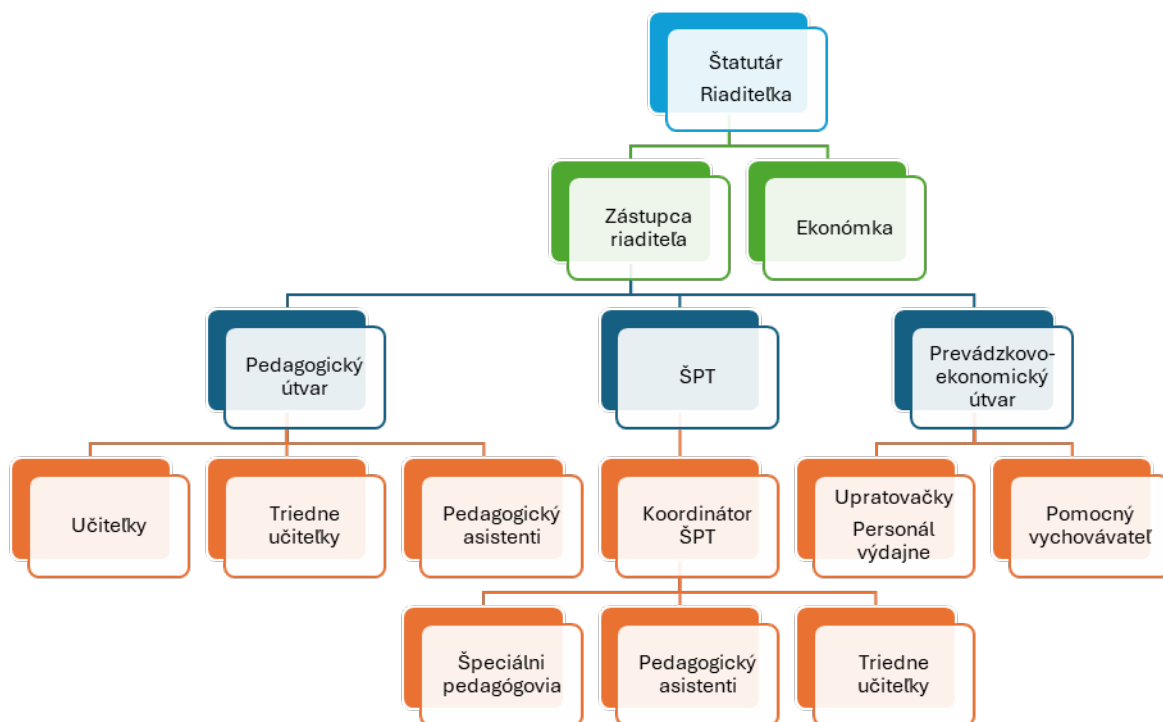 Štatutár
Riaditeľka
Zástupca
riaditeľa
Ekonómka
Pedagogický
útvar
ŠPT
Prevádzkovo-
ekonomický
útvar
Učiteľky
Triedne
učiteľky
Pedagogický
asistenti
Koordinátor
ŠPT
Upratovačky
Personál
výdajne
Pomocný
vychovávateľ
Špeciálni
pedagógovia
Pedagogický
asistenti
Triedne
učiteľky